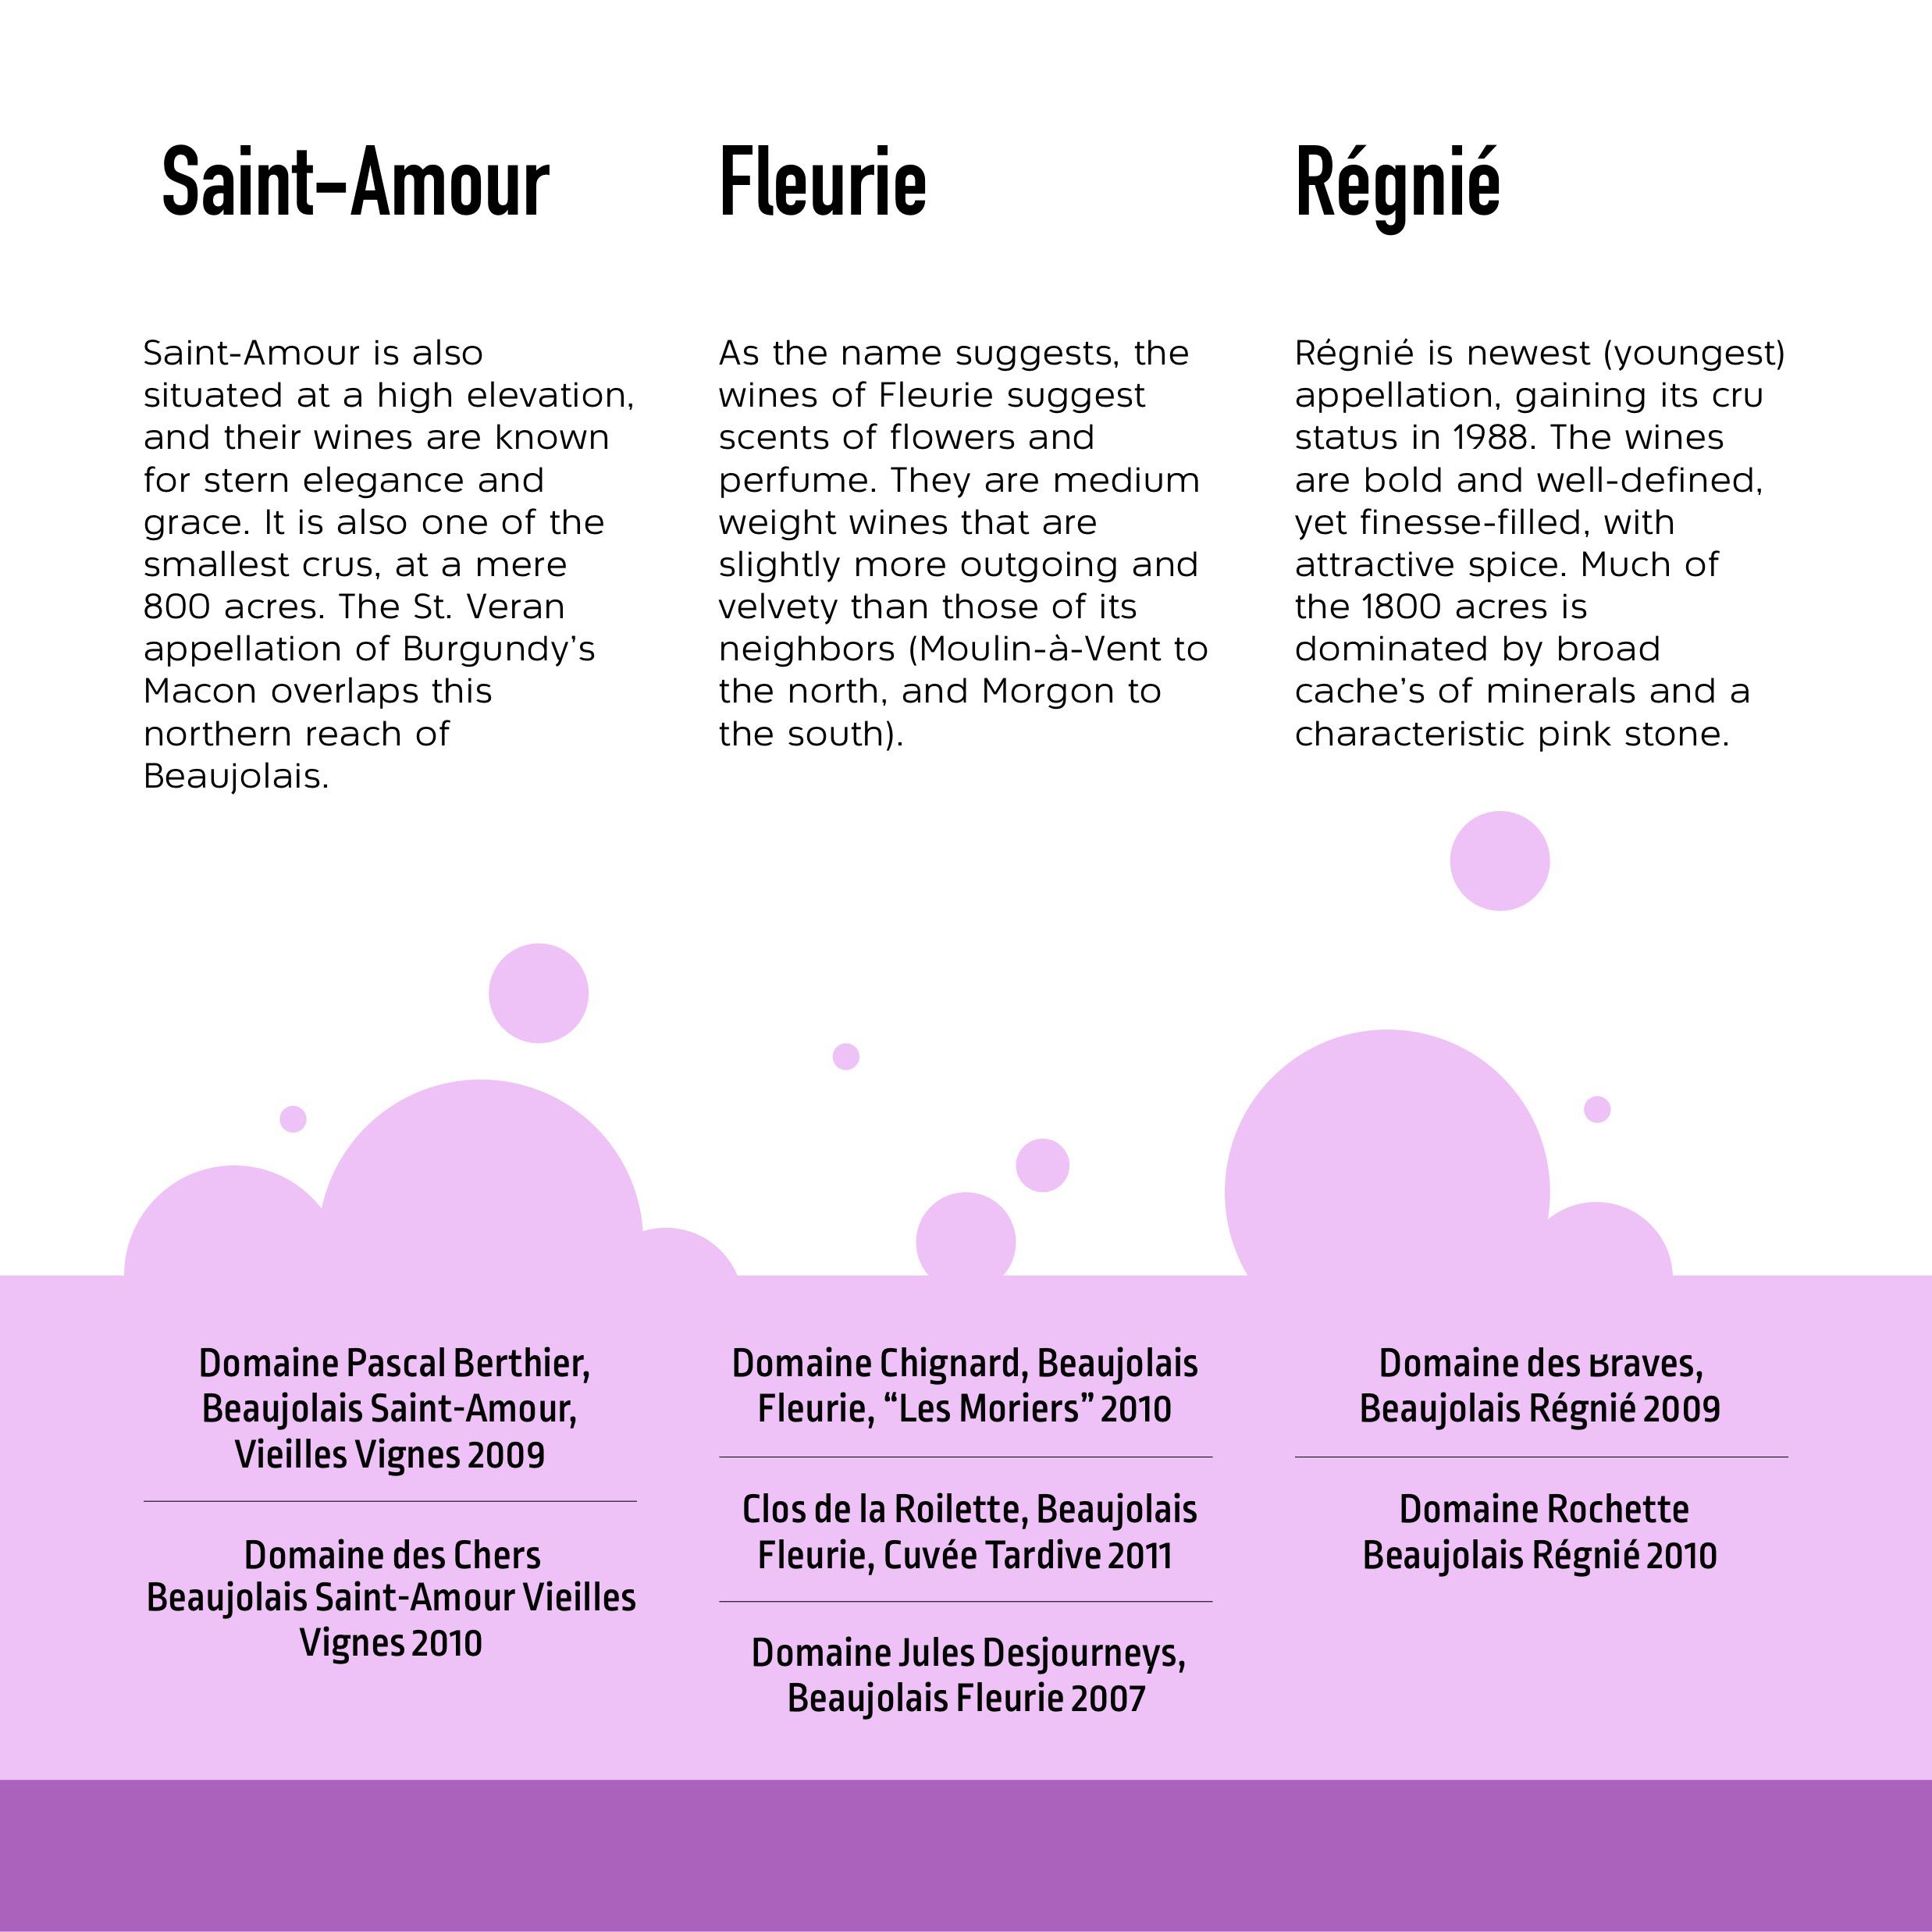 Saint-Amour
Saint-Amour is also
situated at a high elevation,
and their wines are known
for stern elegance and
grace. It is also one of the
smallest crus, at a mere
800 acres. The St. Veran
appellation of Burgundy's
Macon overlaps this
northern reach of
Beaujolais.
Fleurie
As the name suggests, the
wines of Fleurie suggest
scents of flowers and
perfume. They are medium
weight wines that are
slightly more outgoing and
velvety than those of its
neighbors (Moulin-à-Vent to
the north, and Morgon to
the south).
Régnié
Régnié is newest (youngest)
appellation, gaining its cru
status in 1988. The wines
are bold and well-defined,
yet finesse-filled, with
attractive spice. Much of
the 1800 acres is
dominated by broad
cache's of minerals and a
characteristic pink stone.
Domaine Pascal Berthier,
Beaujolais Saint-Amour,
Vieilles Vignes 2009
Domaine des Chers
Beaujolais Saint-Amour Vieilles
Vignes 2010
Domaine Chignard, Beaujolais
Fleurie, “Les Moriers” 2010
Clos de la Roilette, Beaujolais
Fleurie, Cuvée Tardive 2011
Domaine Jules Desjourneys,
Beaujolais Fleurie 2007
Domaine des Braves,
Beaujolais Régnié 2009
Domaine Rochette
Beaujolais Régnié 2010